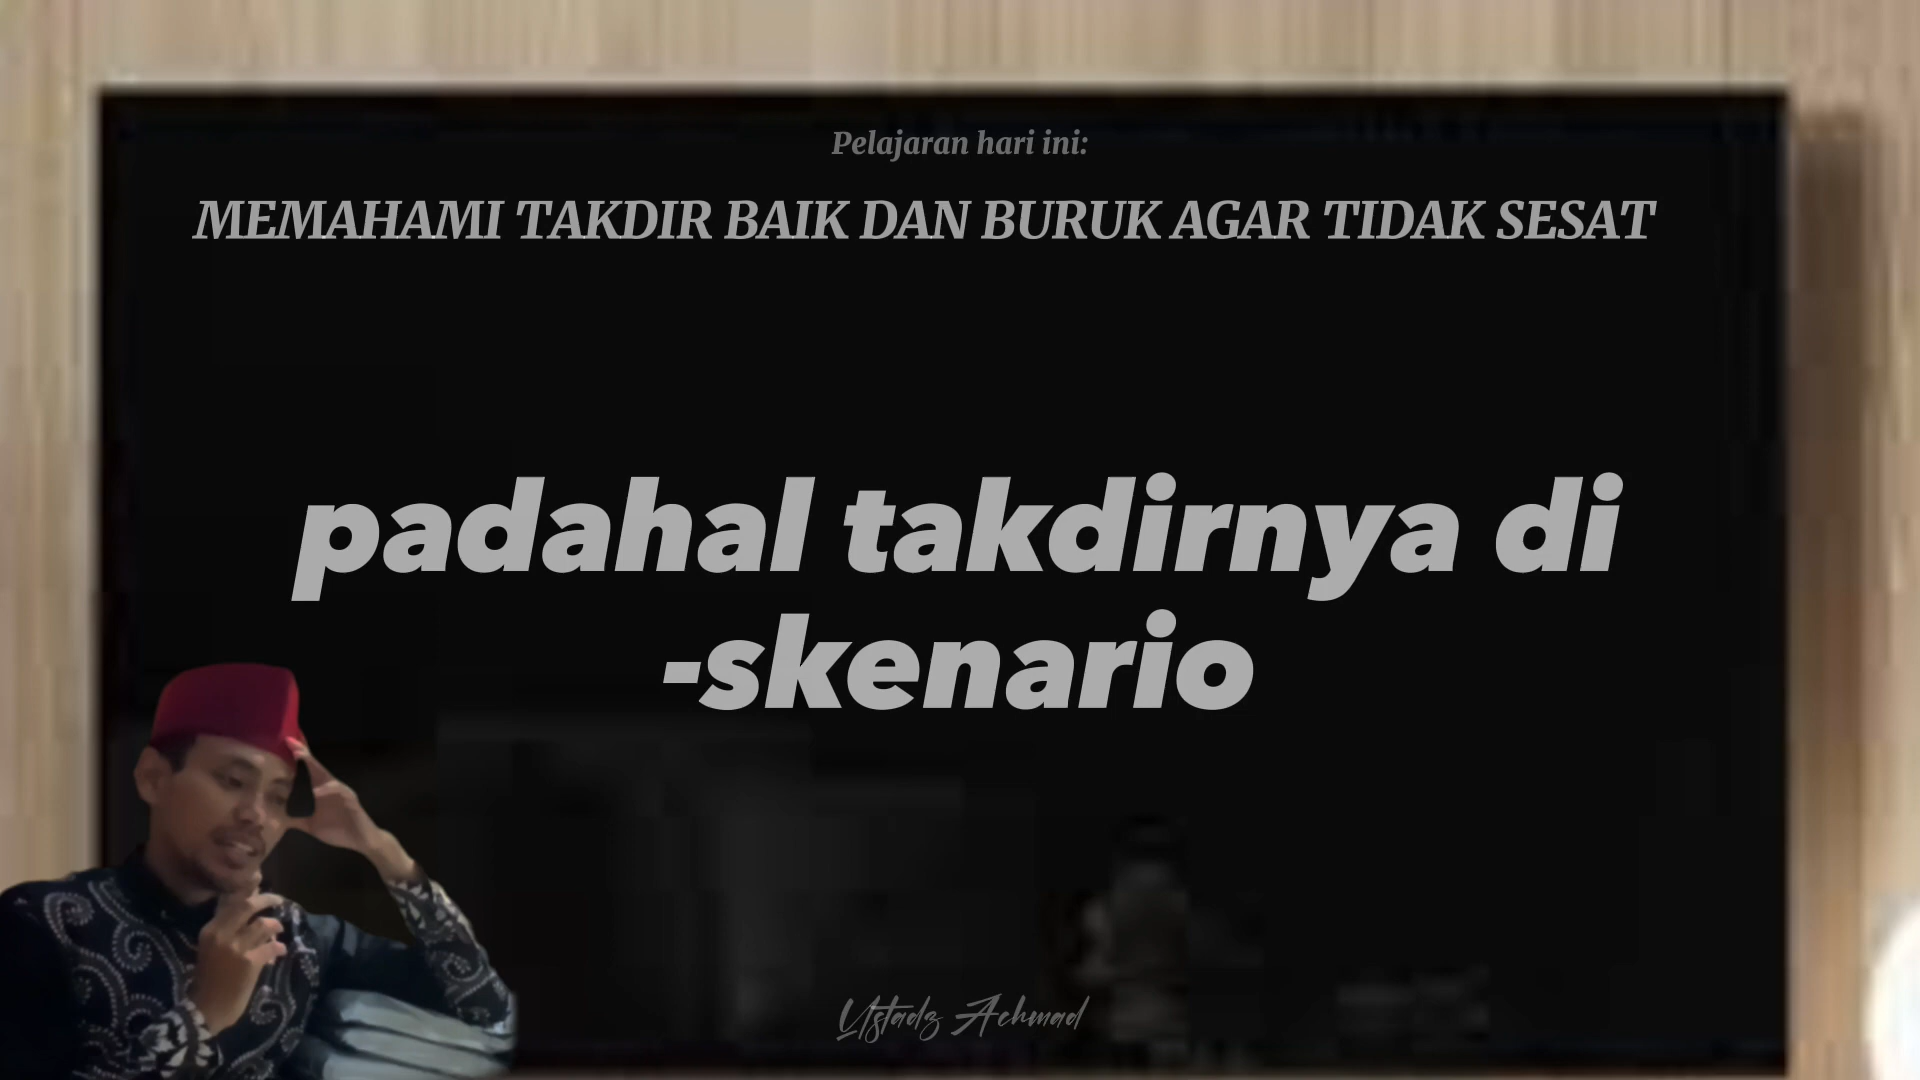 Pelajaran hari ini:
MEMAHAMI TAKDIR BAIK DAN BURUK AGAR TIDAK SESAT
padahal takdirnya di
-skenario
Ustadz Achmad